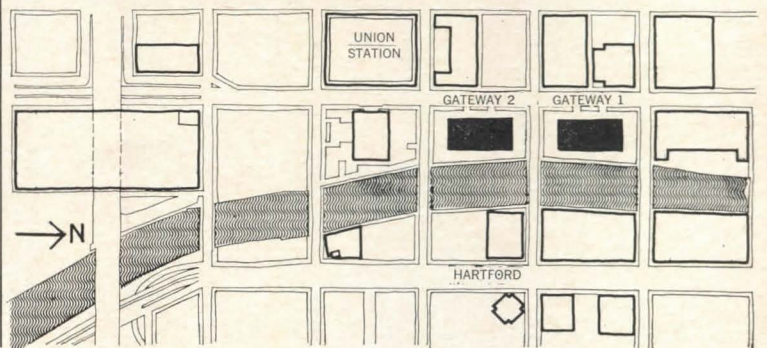 UNION
STATION
GATEWAY 2
GATEWAY 1
N
HARTFORD